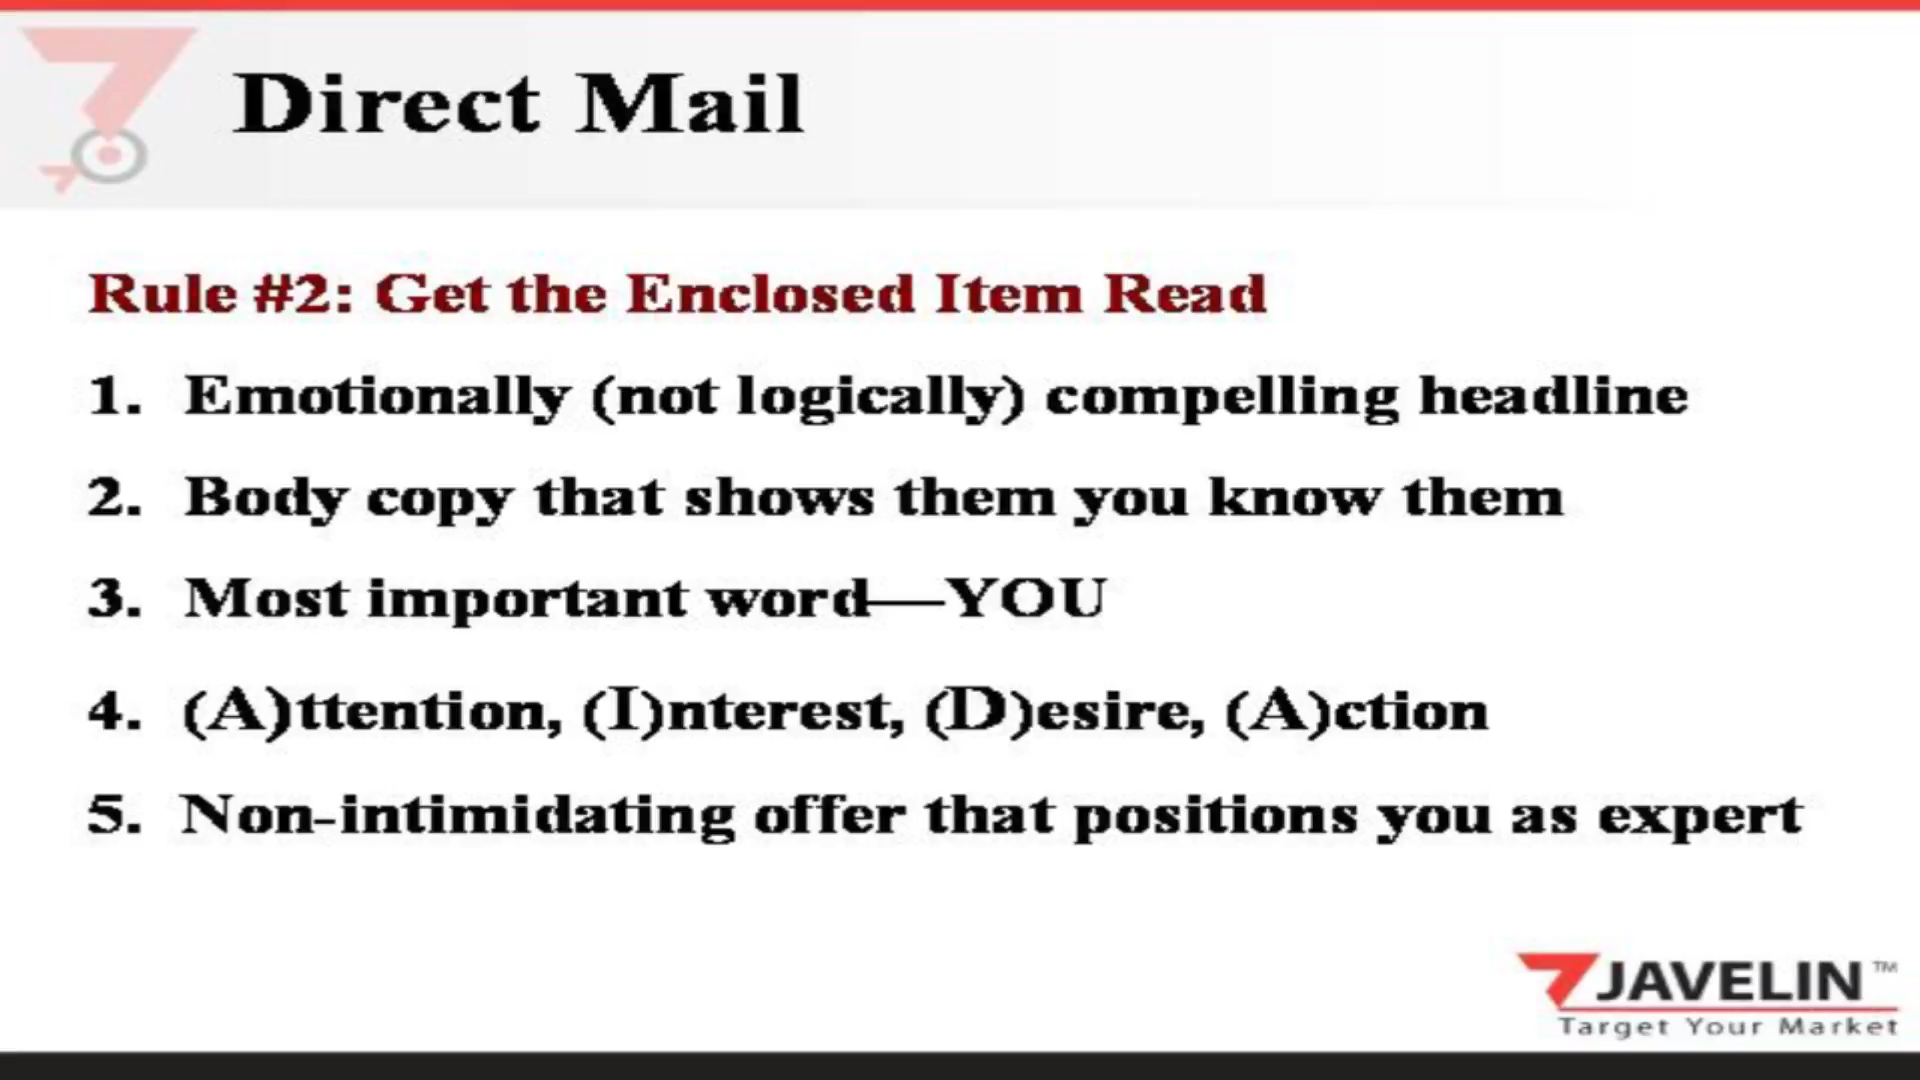 Direct Mail
Rule #2: Get the Enclosed Item Read
1. Emotionally (not logically) compelling headline
2. Body copy that shows them you know them
3. Most important word—YOU
4. (A)ttention, (I)nterest, (D)esire, (A)ction
5. Non-intimidating offer that positions you as expert
JAVELIN™
Target Your Market